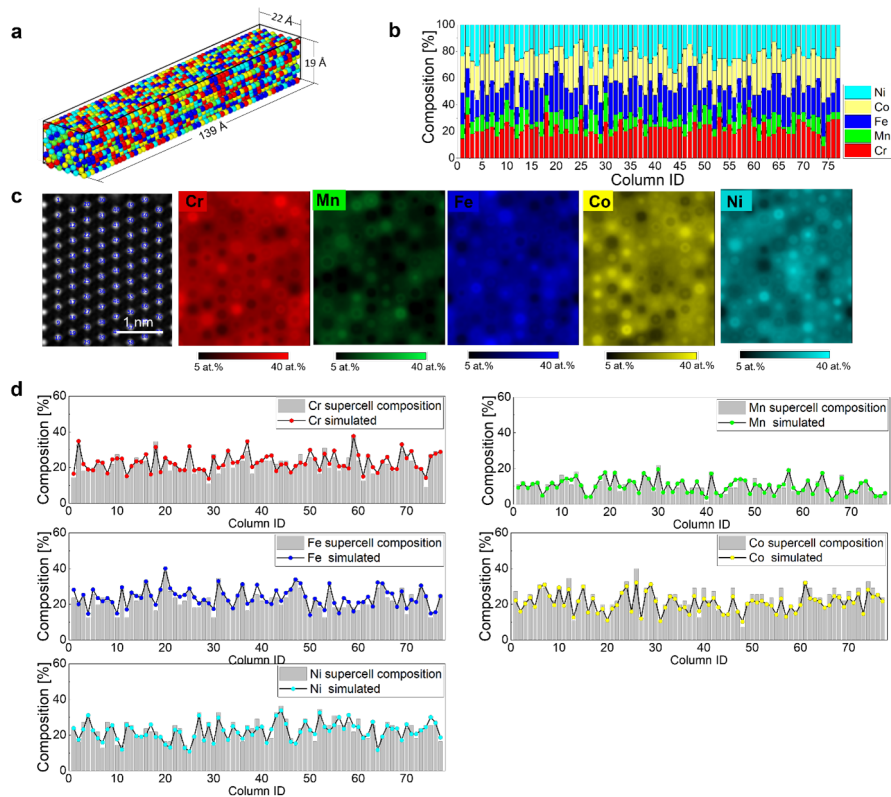 a
22 Å
19 Å
139 Å
b
Composition [%]
100
80
60
40
20
0
0 5 10 15 20 25 30 35 40 45 50 55 60 65 70 75
Column ID
Ni
Co
Fe
Mn
Cr
c
1 nm
Cr
Mn
Fe
Co
Ni
5 at.% 40 at.%
5 at.% 40 at.%
5 at.% 40 at.%
5 at.% 40 at.%
5 at.% 40 at.%
d
Composition [%]
60
40
20
0
0 10 20 30 40 50 60 70
Column ID
Cr supercell composition
Cr simulated
Composition [%]
60
40
20
0
0 10 20 30 40 50 60 70
Column ID
Mn supercell composition
Mn simulated
Composition [%]
60
40
20
0
0 10 20 30 40 50 60 70
Column ID
Fe supercell composition
Fe simulated
Composition [%]
60
40
20
0
0 10 20 30 40 50 60 70
Column ID
Co supercell composition
Co simulated
Composition [%]
60
40
20
0
0 10 20 30 40 50 60 70
Column ID
Ni supercell composition
Ni simulated